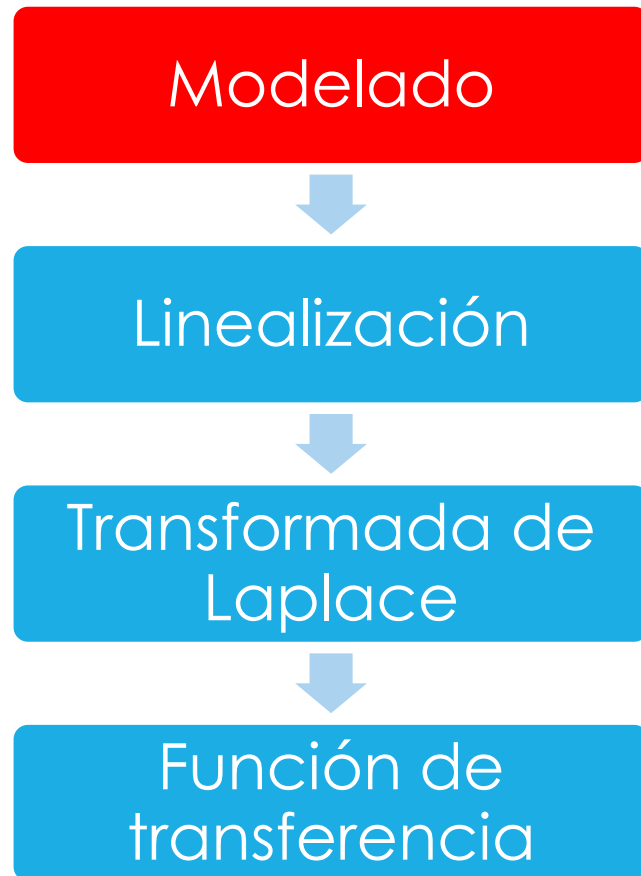 Modelado
Linealización
Transformada de
Laplace
Función de
transferencia